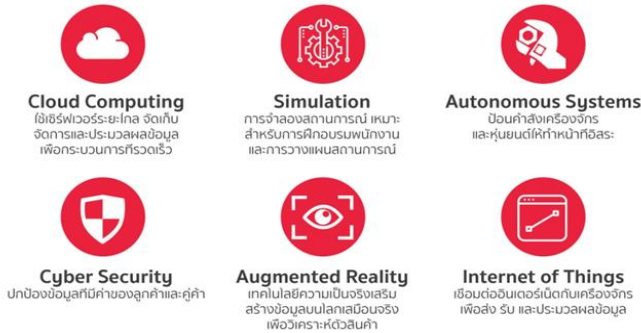 Cloud Computing
ใช้เซิร์ฟเวอร์ระยะไกล จัดเก็บ
จัดการและประมวลผลข้อมูล
เพื่อกระบวนการที่รวดเร็ว
Simulation
การจำลองสถานการณ์ เหมาะ
สำหรับการฝึกอบรมพนักงาน
และการวางแผนสถานการณ์
Autonomous Systems
ป้อนคำสั่งเครื่องจักร
และหุ่นยนต์ให้ทำหน้าที่อิสระ
Cyber Security
ปกป้องข้อมูลที่มีค่าของลูกค้าและคู่ค้า
Augmented Reality
เทคโนโลยีความเป็นจริงเสริม
สร้างข้อมูลบนโลกเสมือนจริง
เพื่อวิเคราะห์ตัวสินค้า
Internet of Things
เชื่อมต่ออินเตอร์เน็ตกับเครื่องจักร
เพื่อส่ง รับ และประมวลผลข้อมูล